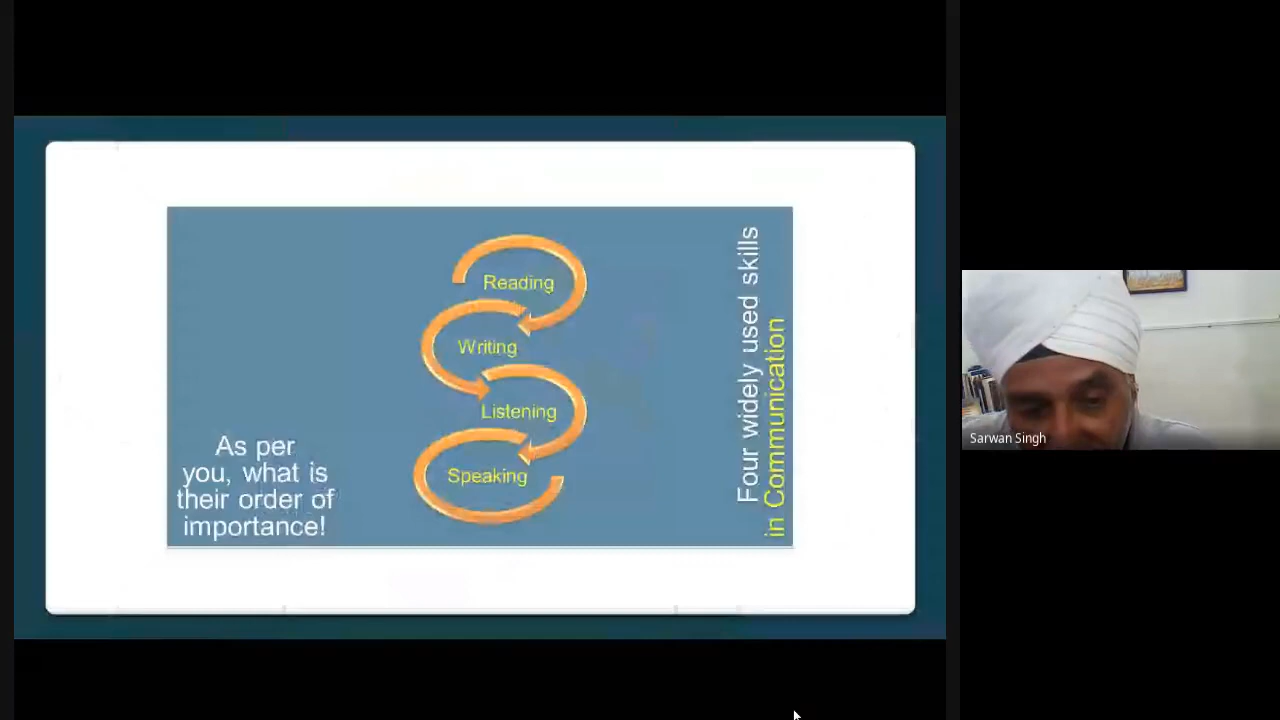 Reading
Writing
Listening
Speaking
As per
you, what is
their order of
importance!
Four widely used skills
in Communication
Sarwan Singh